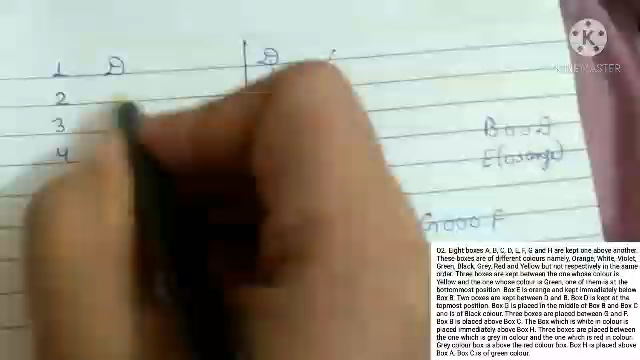 KINEMASTER
1 D D
2
3 B o o D
4 E (orange)
G o o o F
Q2. Eight boxes A, B, C, D, E, F, G and H are kept one above another.
These boxes are of different colours namely, Orange, White, Violet,
Green, Black, Grey, Red and Yellow but not respectively in the same
order. Three boxes are kept between the one whose colour is
Yellow and the one whose colour is Green, one of them is at the
bottommost position. Box E is orange and kept immediately below
Box B. Two boxes are kept between D and B. Box D is kept at the
topmost position. Box G is placed in the middle of Box B and Box C
and is of Black colour. Three boxes are placed between G and F.
Box B is placed above Box C. The Box which is white in colour is
placed immediately above Box H. Three boxes are placed between
the one which is grey in colour and the one which is red in colour.
Grey colour box is above the red colour box. Box H is placed above
Box A. Box C is of green colour.